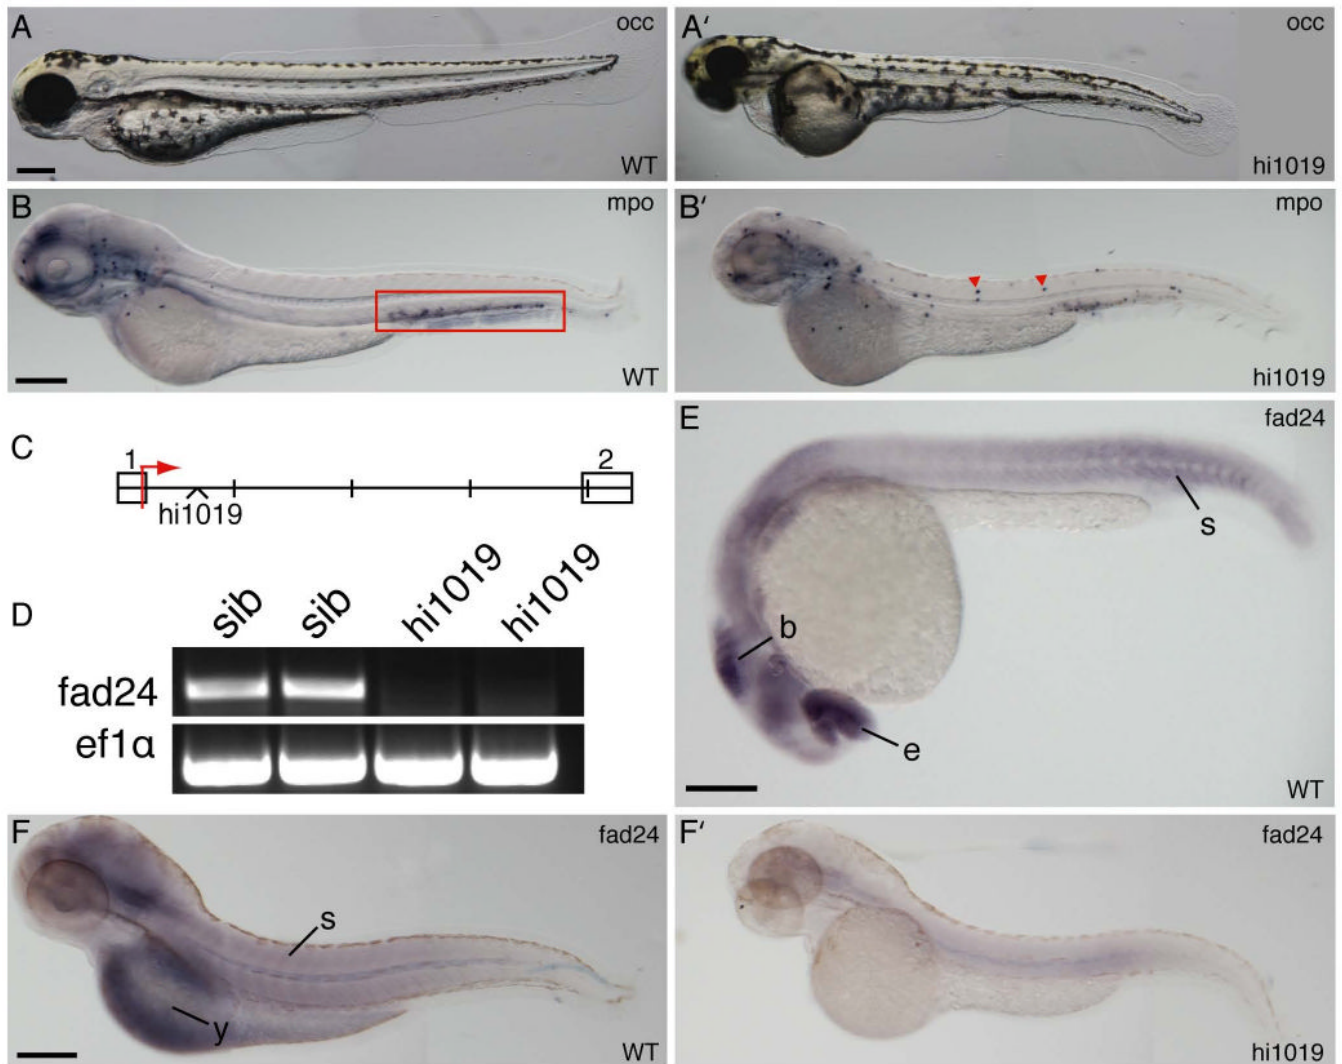 A
occ
WT
A'
occ
hi1019
B
mpo
WT
B'
mpo
hi1019
C
1
2
hi1019
D
sib
sib
hi1019
hi1019
fad24
ef1α
E
fad24
s
b
e
WT
F
fad24
s
y
WT
F'
fad24
hi1019